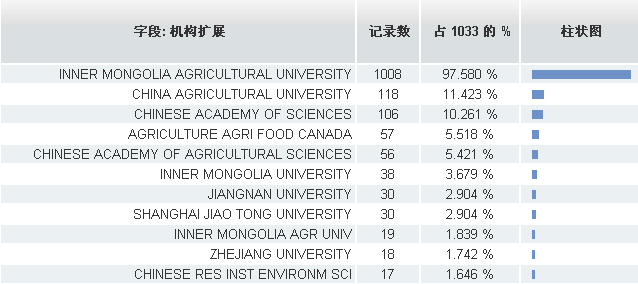 字段: 机构扩展 记录数 占 1033 的 % 柱状图
INNER MONGOLIA AGRICULTURAL UNIVERSITY 1008 97.580 %
CHINA AGRICULTURAL UNIVERSITY 118 11.423 %
CHINESE ACADEMY OF SCIENCES 106 10.261 %
AGRICULTURE AGRI FOOD CANADA 57 5.518 %
CHINESE ACADEMY OF AGRICULTURAL SCIENCES 56 5.421 %
INNER MONGOLIA UNIVERSITY 38 3.679 %
JIANGNAN UNIVERSITY 30 2.904 %
SHANGHAI JIAO TONG UNIVERSITY 30 2.904 %
INNER MONGOLIA AGR UNIV 19 1.839 %
ZHEJIANG UNIVERSITY 18 1.742 %
CHINESE RES INST ENVIRONM SCI 17 1.646 %